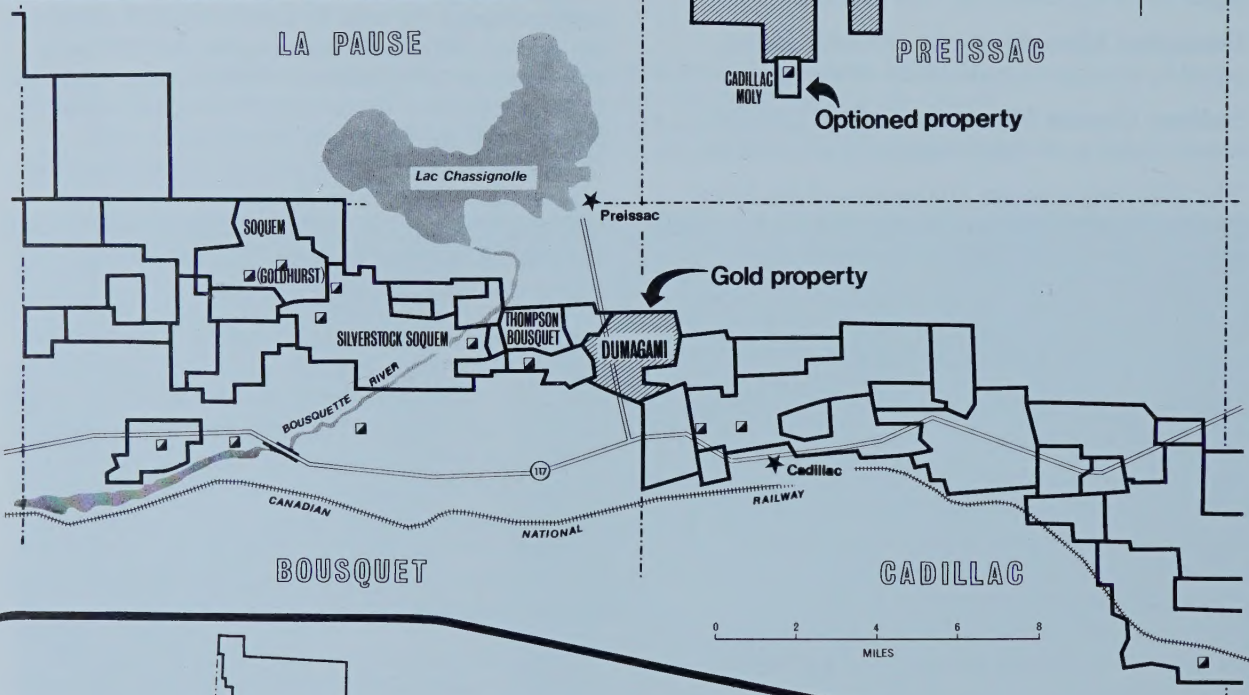 LA PAUSE
PREISSAC
CADILLAC
MOLY
Optioned property
Lac Chassignolle
Preissac
SOQUEM
(GOLDHURST)
Gold property
SILVERSTOCK SOQUEM
THOMPSON
BOUSQUET
DUMAGAMI
BOUSQUETTE RIVER
117
Cadillac
CANADIAN NATIONAL RAILWAY
BOUSQUET
CADILLAC
0 2 4 6 8
MILES